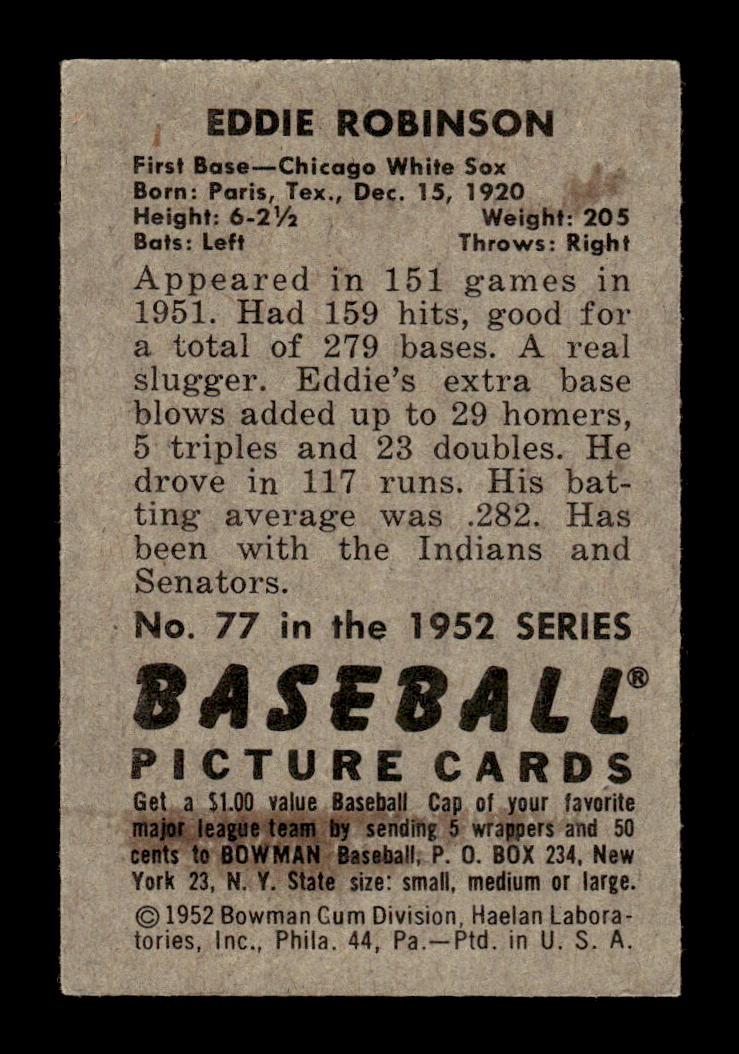 EDDIE ROBINSON
First Base—Chicago White Sox
Born: Paris, Tex., Dec. 15, 1920
Height: 6-2½ Weight: 205
Bats: Left Throws: Right
Appeared in 151 games in
1951. Had 159 hits, good for
a total of 279 bases. A real
slugger. Eddie's extra base
blows added up to 29 homers,
5 triples and 23 doubles. He
drove in 117 runs. His bat-
ting average was .282. Has
been with the Indians and
Senators.
No. 77 in the 1952 SERIES
BASEBALL®
PICTURE CARDS
Get a $1.00 value Baseball Cap of your favorite
major league team by sending 5 wrappers and 50
cents to BOWMAN Baseball, P. O. BOX 234, New
York 23, N. Y. State size: small, medium or large.
© 1952 Bowman Gum Division, Haelan Labora-
tories, Inc., Phila. 44, Pa.—Ptd. in U. S. A.